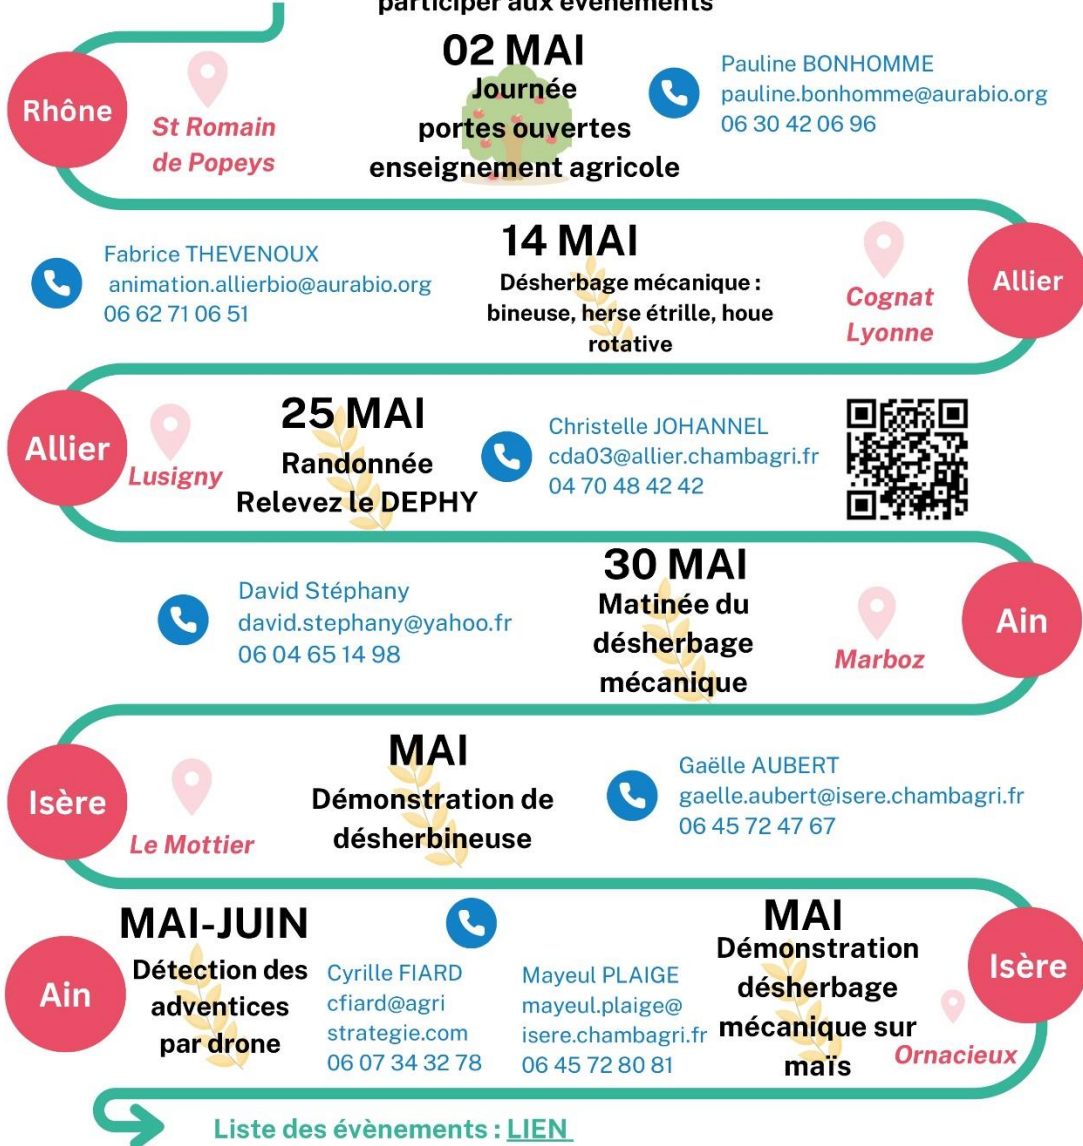 participer aux évènements
Rhône
St Romain
de Popeys
02 MAI
Journée
portes ouvertes
enseignement agricole
Pauline BONHOMME
pauline.bonhomme@aurabio.org
06 30 42 06 96
Fabrice THEVENOUX
animation.allierbio@aurabio.org
06 62 71 06 51
14 MAI
Désherbage mécanique :
bineuse, herse étrille, houe
rotative
Cognat
Lyonne
Allier
Allier
Lusigny
25 MAI
Randonnée
Relevez le DEPHY
Christelle JOHANNEL
cda03@allier.chambagri.fr
04 70 48 42 42
David Stéphany
david.stephany@yahoo.fr
06 04 65 14 98
30 MAI
Matinée du
désherbage
mécanique
Marboz
Ain
Isère
Le Mottier
MAI
Démonstration de
désherbineuse
Gaëlle AUBERT
gaelle.aubert@isere.chambagri.fr
06 45 72 47 67
Ain
MAI-JUIN
Détection des
adventices
par drone
Cyrille FIARD
cfiard@agri
strategie.com
06 07 34 32 78
Mayeul PLAIGE
mayeul.plaige@
isere.chambagri.fr
06 45 72 80 81
MAI
Démonstration
désherbage
mécanique sur
maïs
Ornacieux
Isère
Liste des évènements : LIEN